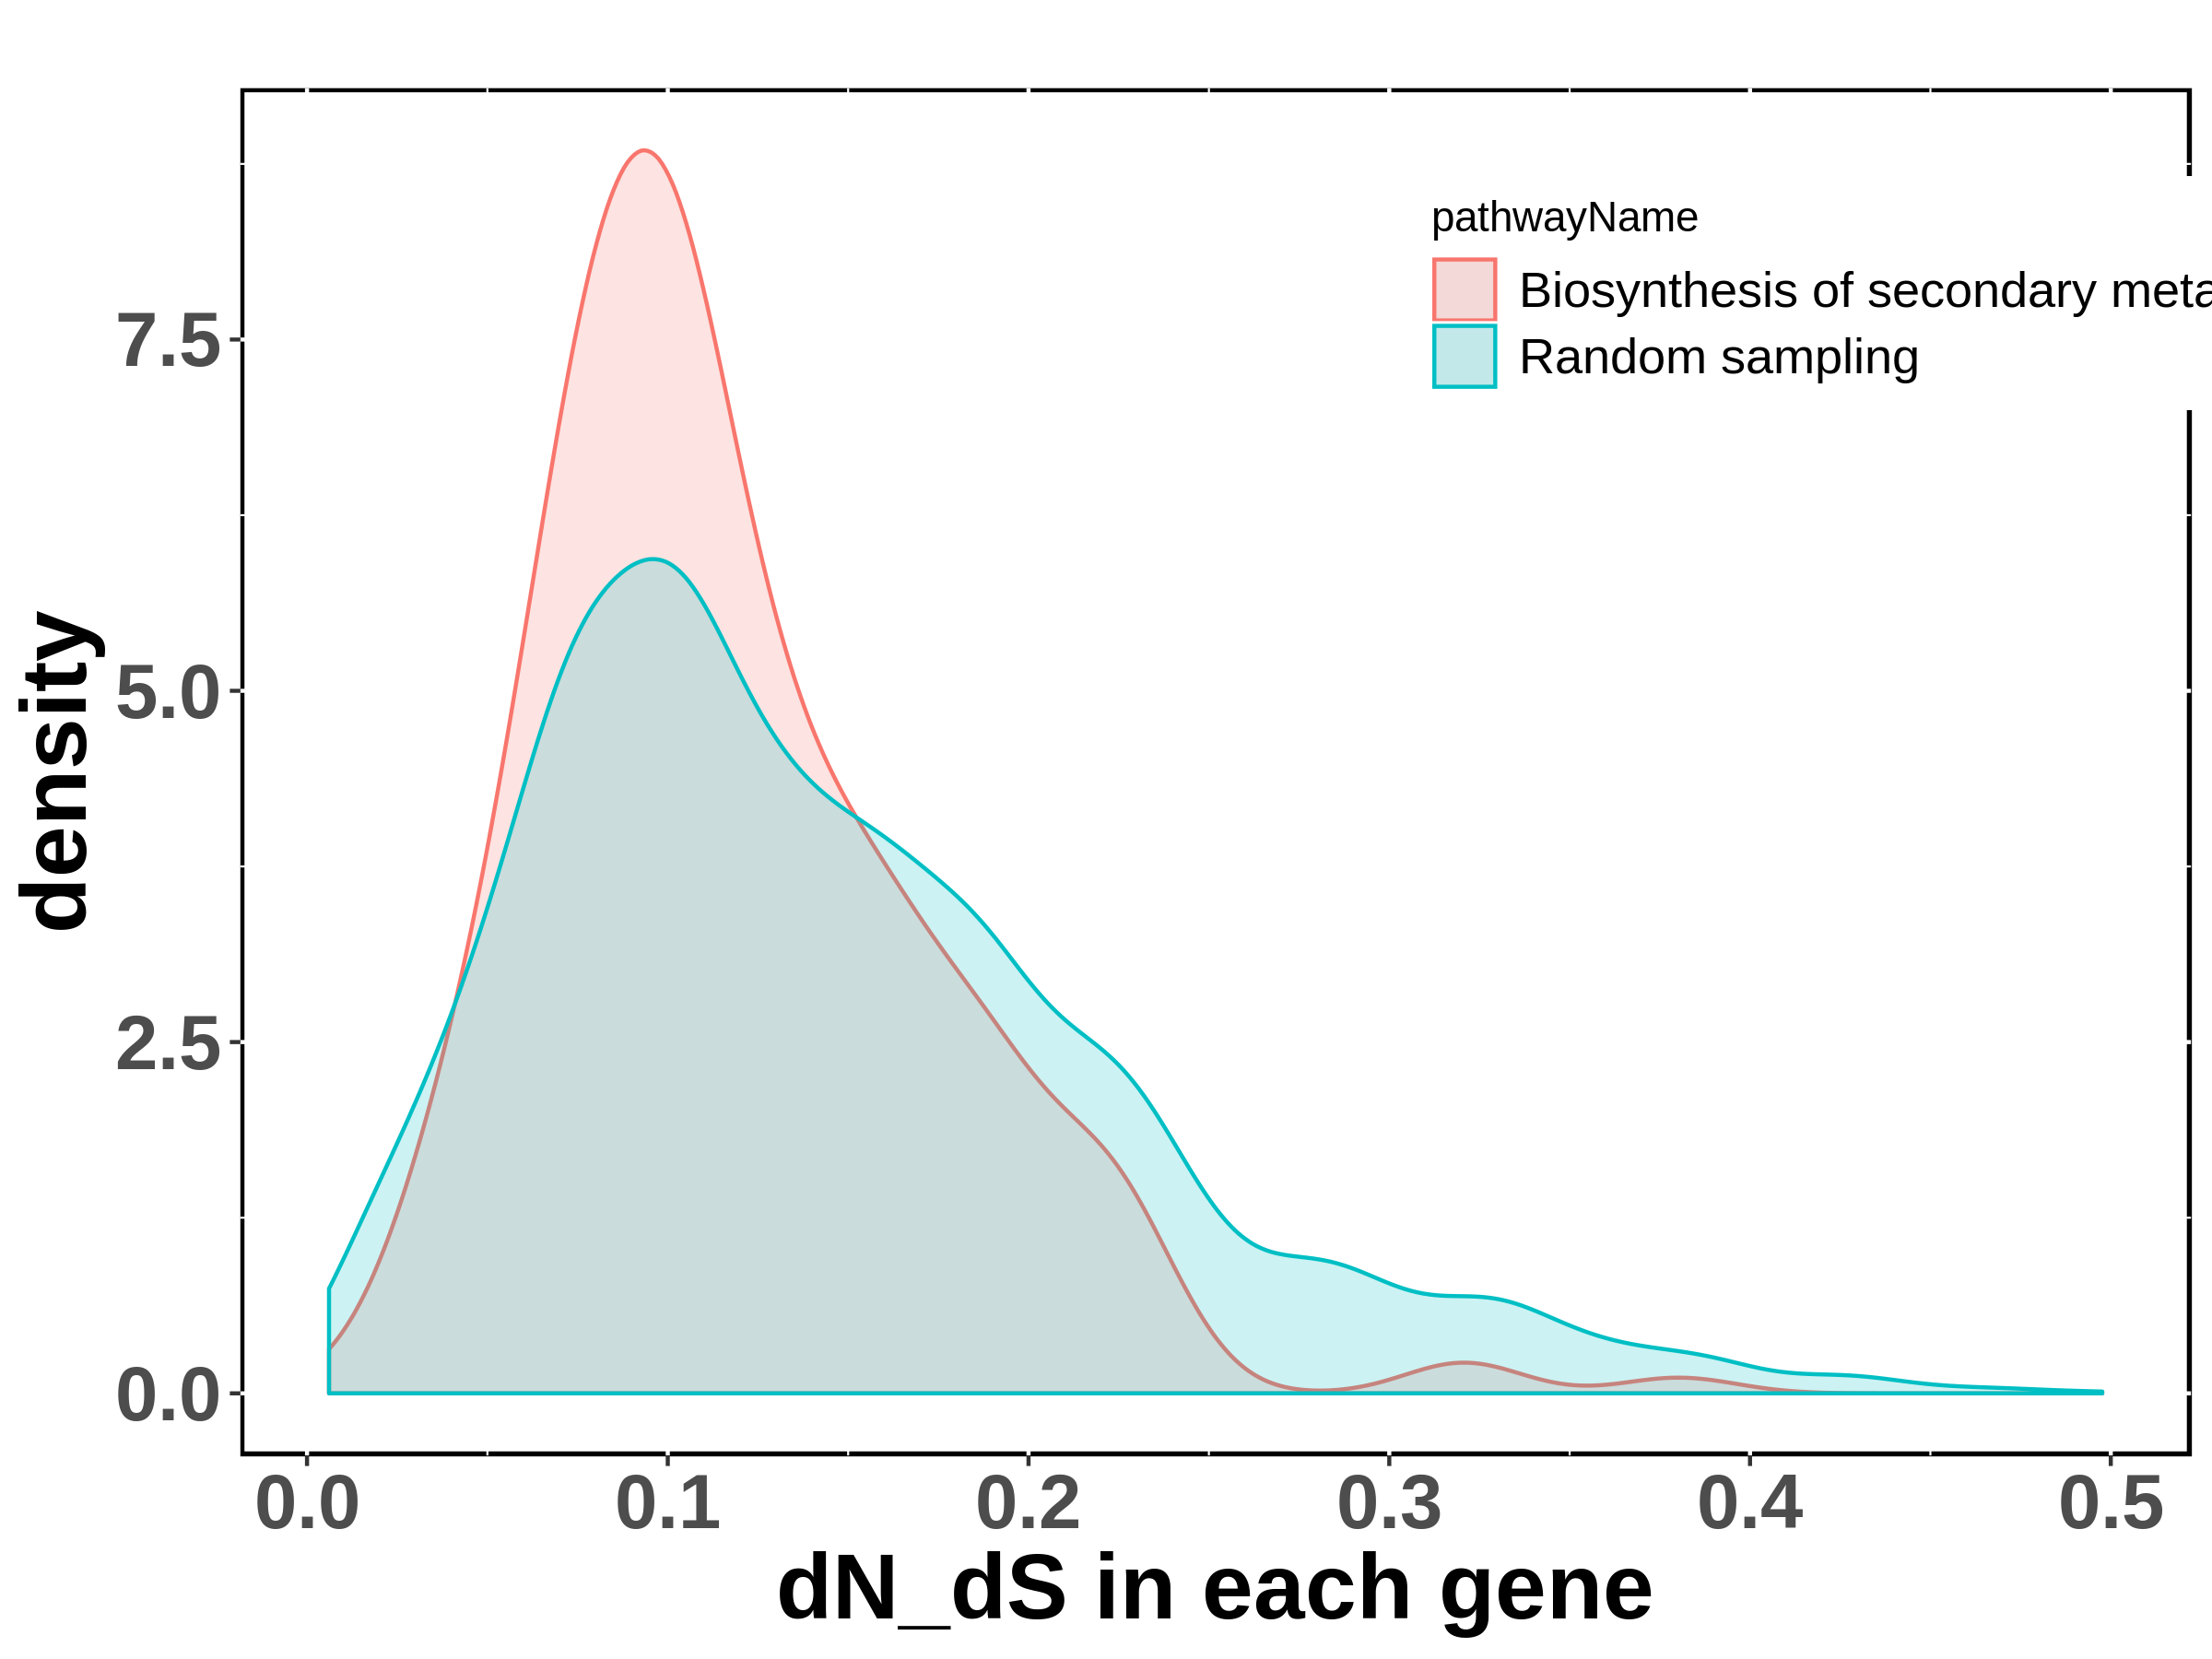 pathwayName
Biosynthesis of secondary
Random sampling
density
7.5
5.0
2.5
0.0
0.0 0.1 0.2 0.3 0.4 0.5
dN_dS in each gene